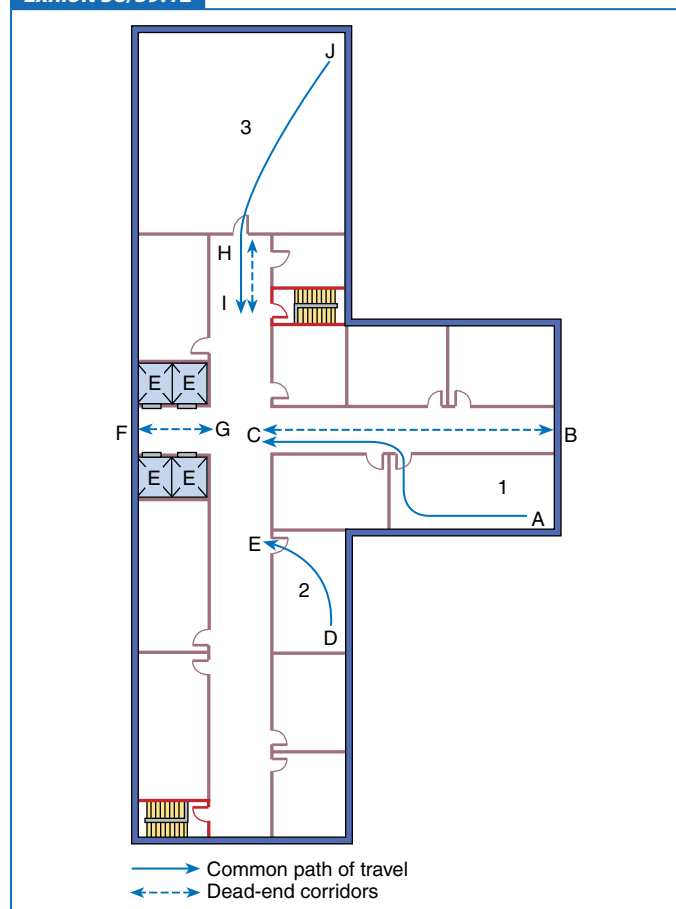 J
3
H
I
E E
F G C B
E E
1
A
E
2
D
Common path of travel
Dead-end corridors